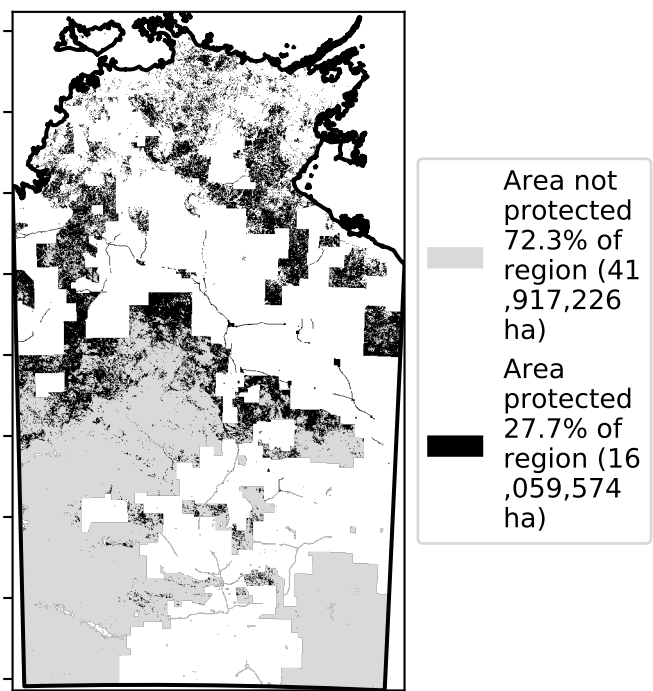 Area not
protected
72.3% of
region (41
,917,226
ha)
Area
protected
27.7% of
region (16
,059,574
ha)